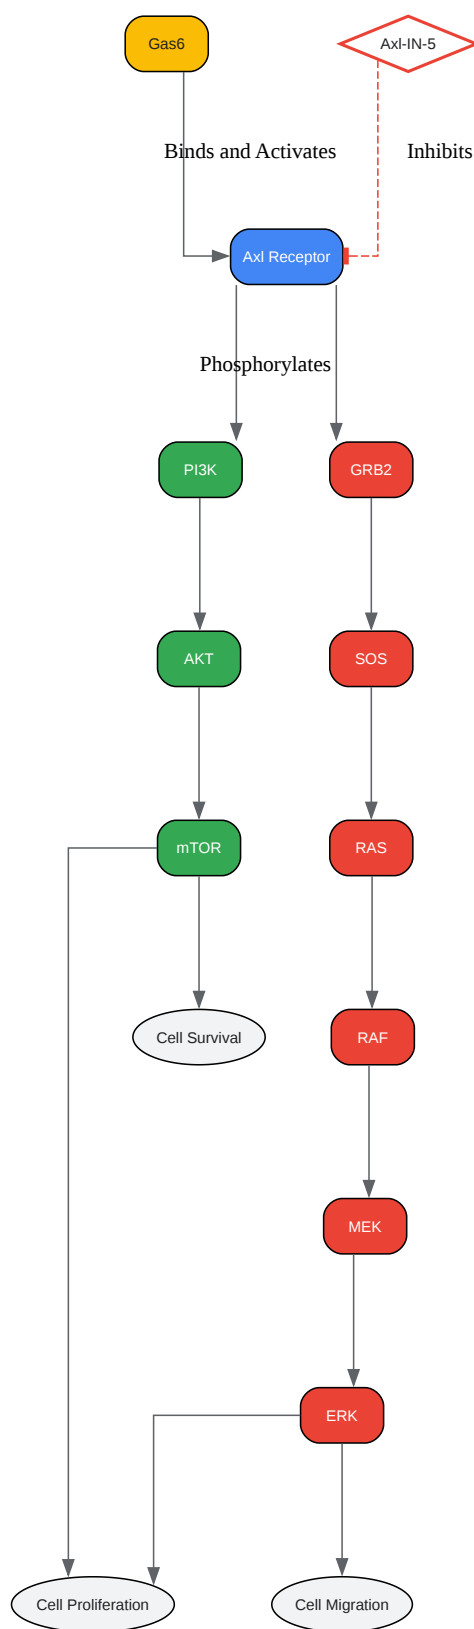 Gas6
Axl-IN-5
Binds and Activates
Inhibits
Axl Receptor
Phosphorylates
PI3K
GRB2
AKT
SOS
mTOR
RAS
Cell Survival
RAF
MEK
ERK
Cell Proliferation
Cell Migration